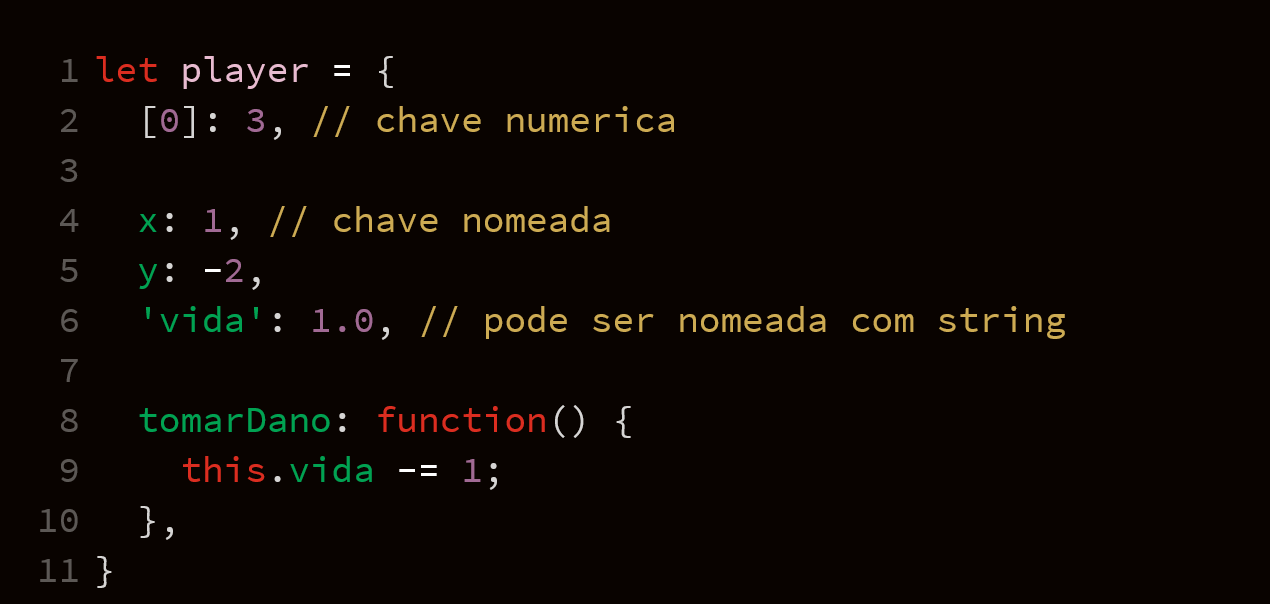 1 let player = {
2   [0]: 3, // chave numerica
3
4   x: 1, // chave nomeada
5   y: -2,
6   'vida': 1.0, // pode ser nomeada com string
7
8   tomarDano: function() {
9     this.vida -= 1;
10   },
11 }